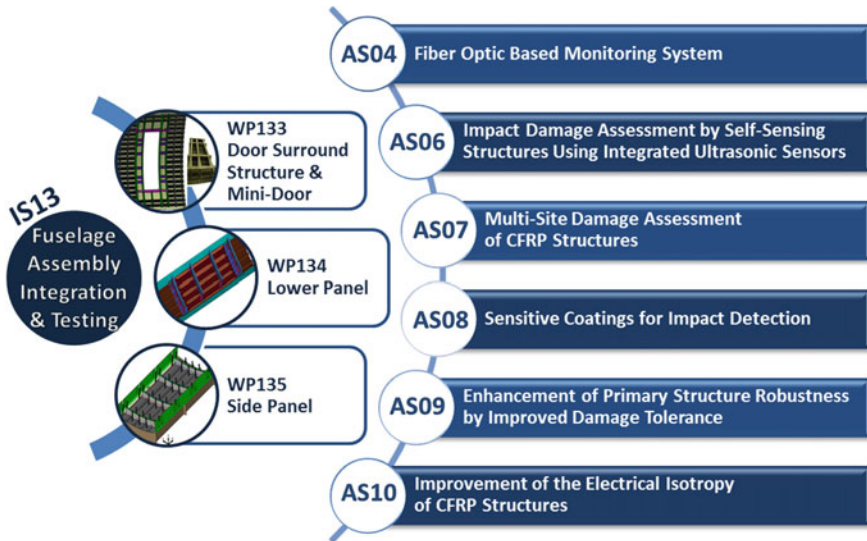 IS13
Fuselage
Assembly
Integration
& Testing
WP133
Door Surround
Structure &
Mini-Door
WP134
Lower Panel
WP135
Side Panel
AS04
Fiber Optic Based Monitoring System
AS06
Impact Damage Assessment by Self-Sensing
Structures Using Integrated Ultrasonic Sensors
AS07
Multi-Site Damage Assessment
of CFRP Structures
AS08
Sensitive Coatings for Impact Detection
AS09
Enhancement of Primary Structure Robustness
by Improved Damage Tolerance
AS10
Improvement of the Electrical Isotropy
of CFRP Structures